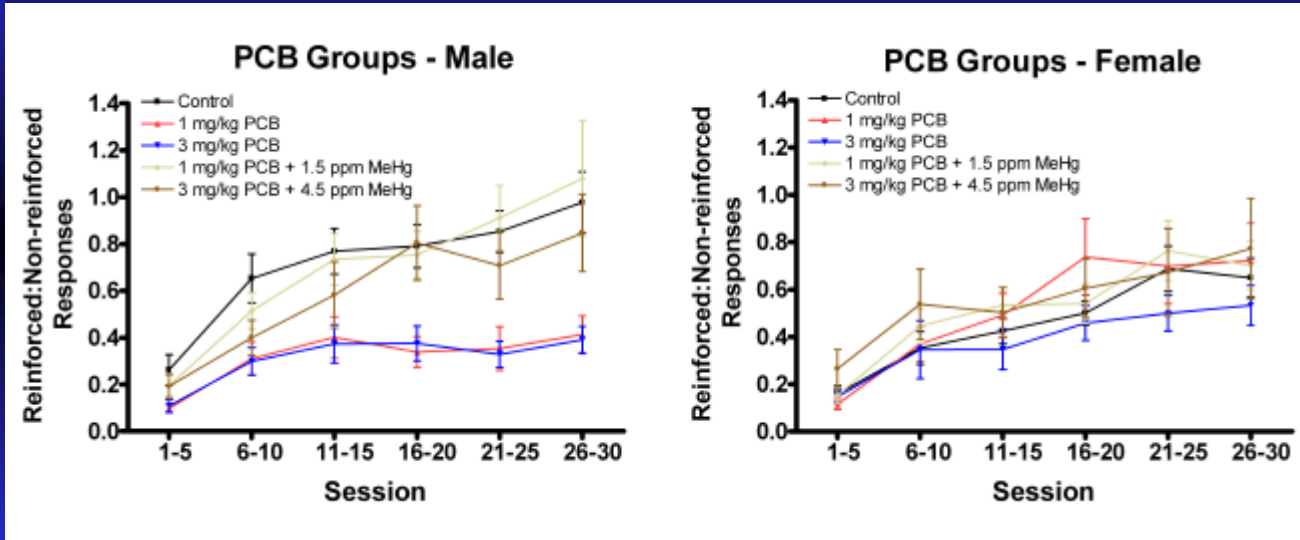 PCB Groups - Male
Reinforced:Non-reinforced
Responses
1.4
1.2
1.0
0.8
0.6
0.4
0.2
0.0
Control
1 mg/kg PCB
3 mg/kg PCB
1 mg/kg PCB + 1.5 ppm MeHg
3 mg/kg PCB + 4.5 ppm MeHg
1-5 6-10 11-15 16-20 21-25 26-30
Session
PCB Groups - Female
Reinforced:Non-reinforced
Responses
1.4
1.2
1.0
0.8
0.6
0.4
0.2
0.0
Control
1 mg/kg PCB
3 mg/kg PCB
1 mg/kg PCB + 1.5 ppm MeHg
3 mg/kg PCB + 4.5 ppm MeHg
1-5 6-10 11-15 16-20 21-25 26-30
Session